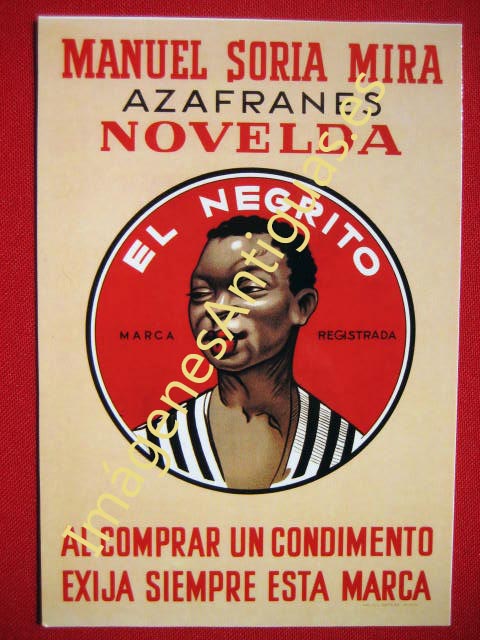 MANUEL SORIA MIRA
AZAFRANES
NOVELDA
EL NEGRITO
MARCA REGISTRADA
AL COMPRAR UN CONDIMENTO
EXIJA SIEMPRE ESTA MARCA
ImágenesAntiguas.es